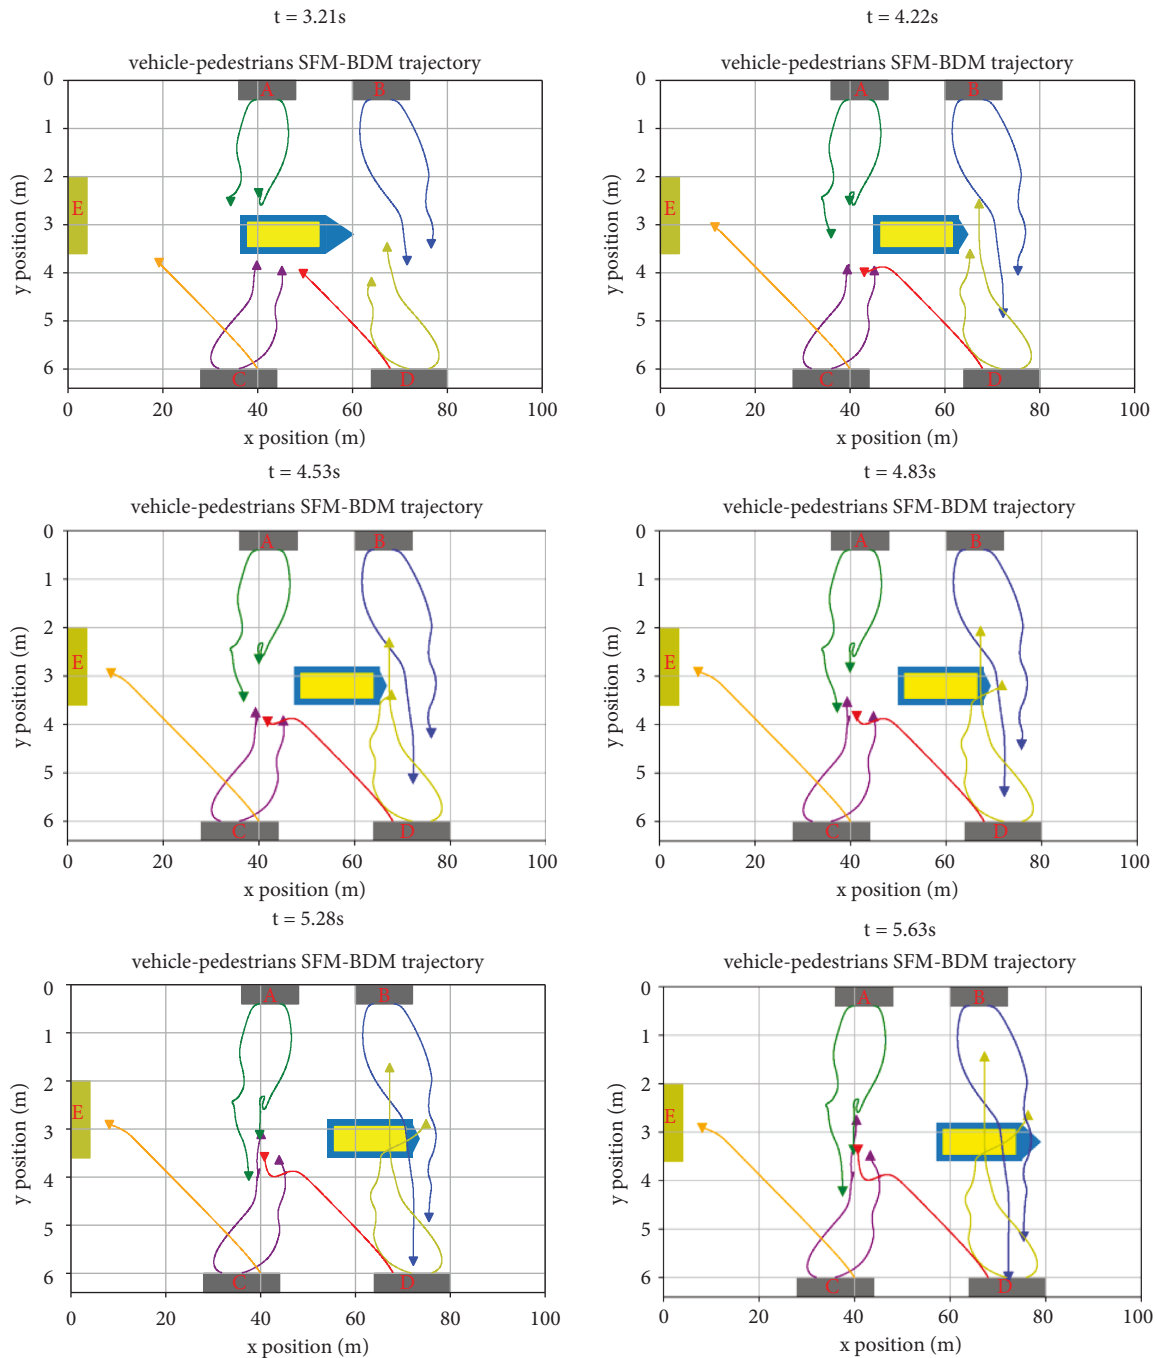 t = 3.21s
vehicle-pedestrians SFM-BDM trajectory
0
1
2
3
4
5
6
y position (m)
A
B
E
C
D
0 20 40 60 80 100
x position (m)
t = 4.22s
vehicle-pedestrians SFM-BDM trajectory
0
1
2
3
4
5
6
y position (m)
A
B
E
C
D
0 20 40 60 80 100
x position (m)
t = 4.53s
vehicle-pedestrians SFM-BDM trajectory
0
1
2
3
4
5
6
y position (m)
A
B
E
C
D
0 20 40 60 80 100
x position (m)
t = 4.83s
vehicle-pedestrians SFM-BDM trajectory
0
1
2
3
4
5
6
y position (m)
A
B
E
C
D
0 20 40 60 80 100
x position (m)
t = 5.28s
vehicle-pedestrians SFM-BDM trajectory
0
1
2
3
4
5
6
y position (m)
A
B
E
C
D
0 20 40 60 80 100
x position (m)
t = 5.63s
vehicle-pedestrians SFM-BDM trajectory
0
1
2
3
4
5
6
y position (m)
A
B
E
C
D
0 20 40 60 80 100
x position (m)